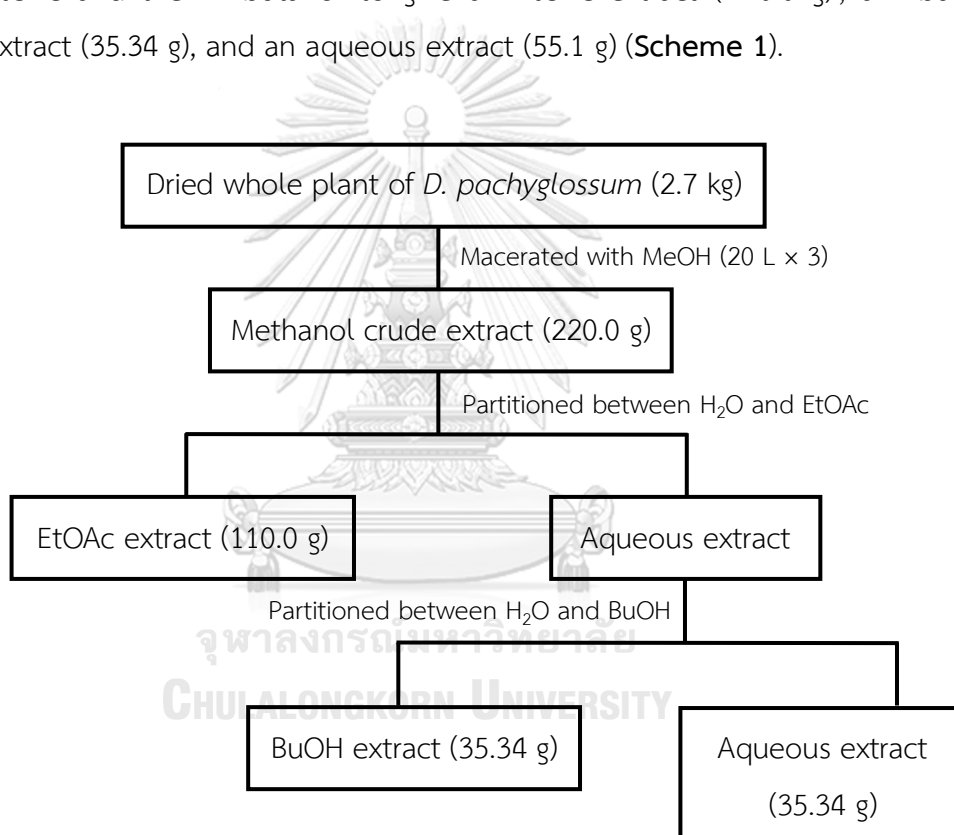 xtract (35.34 g), and an aqueous extract (55.1 g) (Scheme 1).
Dried whole plant of D. pachyglossum (2.7 kg)
Macerated with MeOH (20 L × 3)
Methanol crude extract (220.0 g)
Partitioned between H₂O and EtOAc
EtOAc extract (110.0 g)
Aqueous extract
Partitioned between H₂O and BuOH
จุฬาลงกรณ์มหาวิทยาลัย
CHULALONGKORN UNIVERSITY
BuOH extract (35.34 g)
Aqueous extract
(35.34 g)